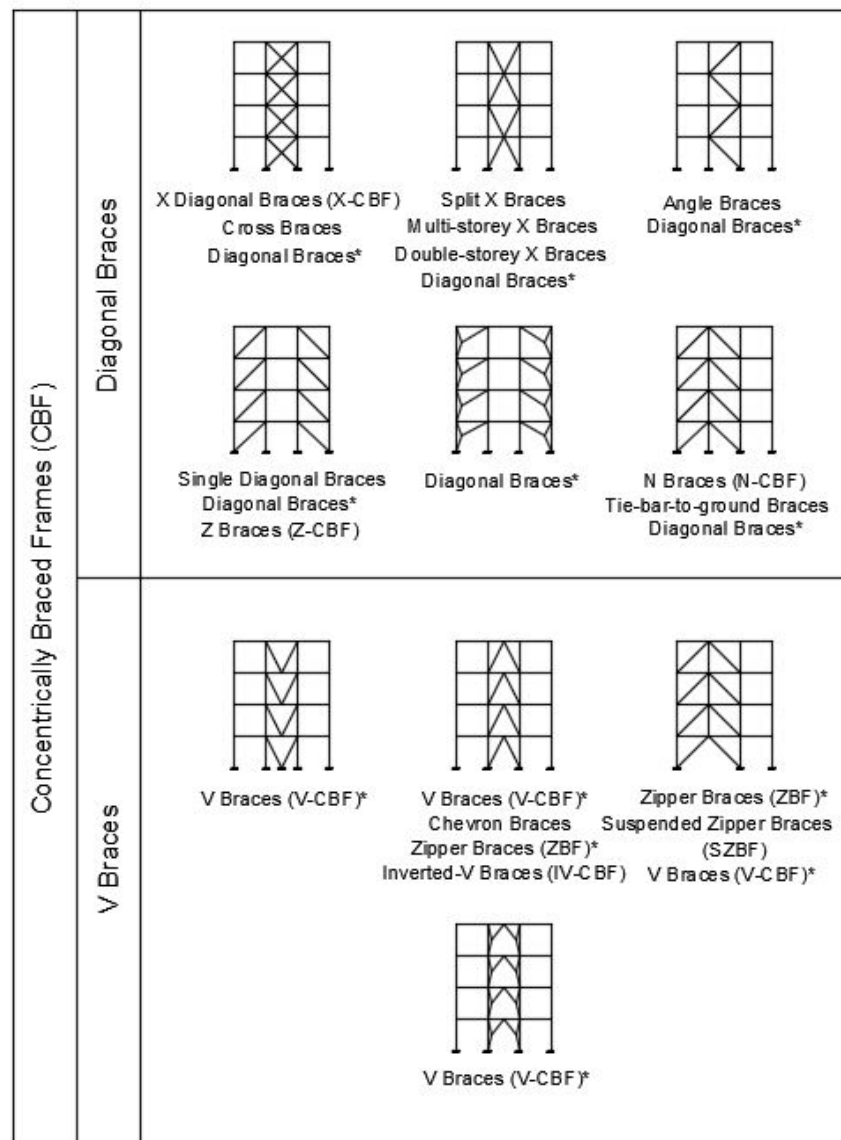 Concentrically Braced Frames (CBF)
Diagonal Braces
X Diagonal Braces (X-CBF)
Cross Braces
Diagonal Braces*
Split X Braces
Multi-storey X Braces
Double-storey X Braces
Diagonal Braces*
Angle Braces
Diagonal Braces*
Single Diagonal Braces
Diagonal Braces*
Z Braces (Z-CBF)
Diagonal Braces*
N Braces (N-CBF)
Tie-bar-to-ground Braces
Diagonal Braces*
V Braces
V Braces (V-CBF)*
V Braces (V-CBF)*
Chevron Braces
Zipper Braces (ZBF)*
Inverted-V Braces (IV-CBF)
Zipper Braces (ZBF)*
Suspended Zipper Braces
(SZBF)
V Braces (V-CBF)*
V Braces (V-CBF)*